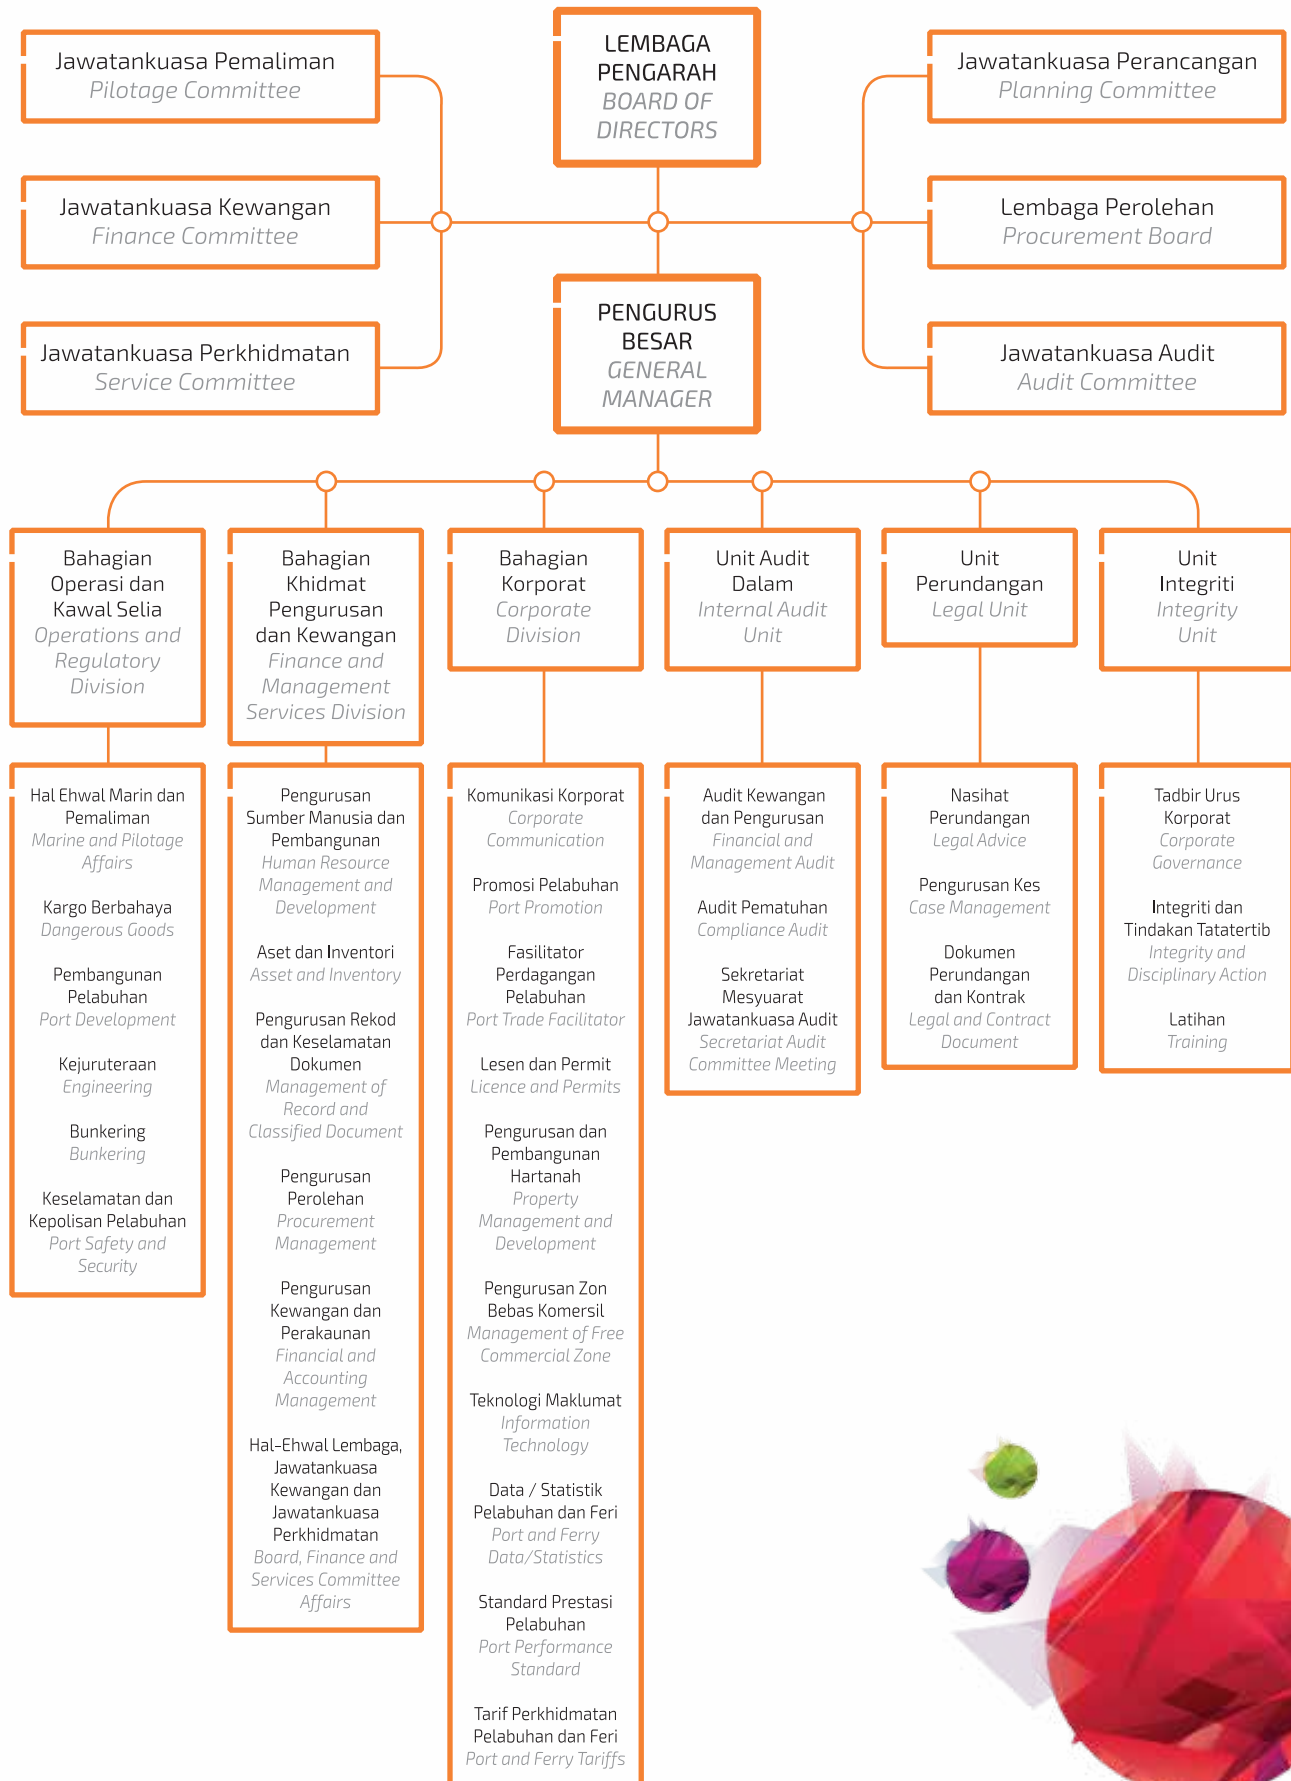 LEMBAGA
PENGARAH
BOARD OF
DIRECTORS
Jawatankuasa Pemaliman
Pilotage Committee
Jawatankuasa Perancangan
Planning Committee
Jawatankuasa Kewangan
Finance Committee
Lembaga Perolehan
Procurement Board
PENGURUS
BESAR
GENERAL
MANAGER
Jawatankuasa Perkhidmatan
Service Committee
Jawatankuasa Audit
Audit Committee
Bahagian
Operasi dan
Kawal Selia
Operations and
Regulatory
Division
Bahagian
Khidmat
Pengurusan
dan Kewangan
Finance and
Management
Services Division
Bahagian
Korporat
Corporate
Division
Unit Audit
Dalam
Internal Audit
Unit
Unit
Perundangan
Legal Unit
Unit
Integriti
Integrity
Unit
Hal Ehwal Marin dan
Pemaliman
Marine and Pilotage
Affairs
Kargo Berbahaya
Dangerous Goods
Pembangunan
Pelabuhan
Port Development
Kejuruteraan
Engineering
Bunkering
Bunkering
Keselamatan dan
Kepolisan Pelabuhan
Port Safety and
Security
Pengurusan
Sumber Manusia dan
Pembangunan
Human Resource
Management and
Development
Aset dan Inventori
Asset and Inventory
Pengurusan Rekod
dan Keselamatan
Dokumen
Management of
Record and
Classified Document
Pengurusan
Perolehan
Procurement
Management
Pengurusan
Kewangan dan
Perakaunan
Financial and
Accounting
Management
Hal-Ehwal Lembaga,
Jawatankuasa
Kewangan dan
Jawatankuasa
Perkhidmatan
Board, Finance and
Services Committee
Affairs
Komunikasi Korporat
Corporate
Communication
Promosi Pelabuhan
Port Promotion
Fasilitator
Perdagangan
Pelabuhan
Port Trade Facilitator
Lesen dan Permit
Licence and Permits
Pengurusan dan
Pembangunan
Hartanah
Property
Management and
Development
Pengurusan Zon
Bebas Komersil
Management of Free
Commercial Zone
Teknologi Maklumat
Information
Technology
Data / Statistik
Pelabuhan dan Feri
Port and Ferry
Data/Statistics
Standard Prestasi
Pelabuhan
Port Performance
Standard
Tarif Perkhidmatan
Pelabuhan dan Feri
Port and Ferry Tariffs
Audit Kewangan
dan Pengurusan
Financial and
Management Audit
Audit Pematuhan
Compliance Audit
Sekretariat
Mesyuarat
Jawatankuasa Audit
Secretariat Audit
Committee Meeting
Nasihat
Perundangan
Legal Advice
Pengurusan Kes
Case Management
Dokumen
Perundangan
dan Kontrak
Legal and Contract
Document
Tadbir Urus
Korporat
Corporate
Governance
Integriti dan
Tindakan Tatatertib
Integrity and
Disciplinary Action
Latihan
Training